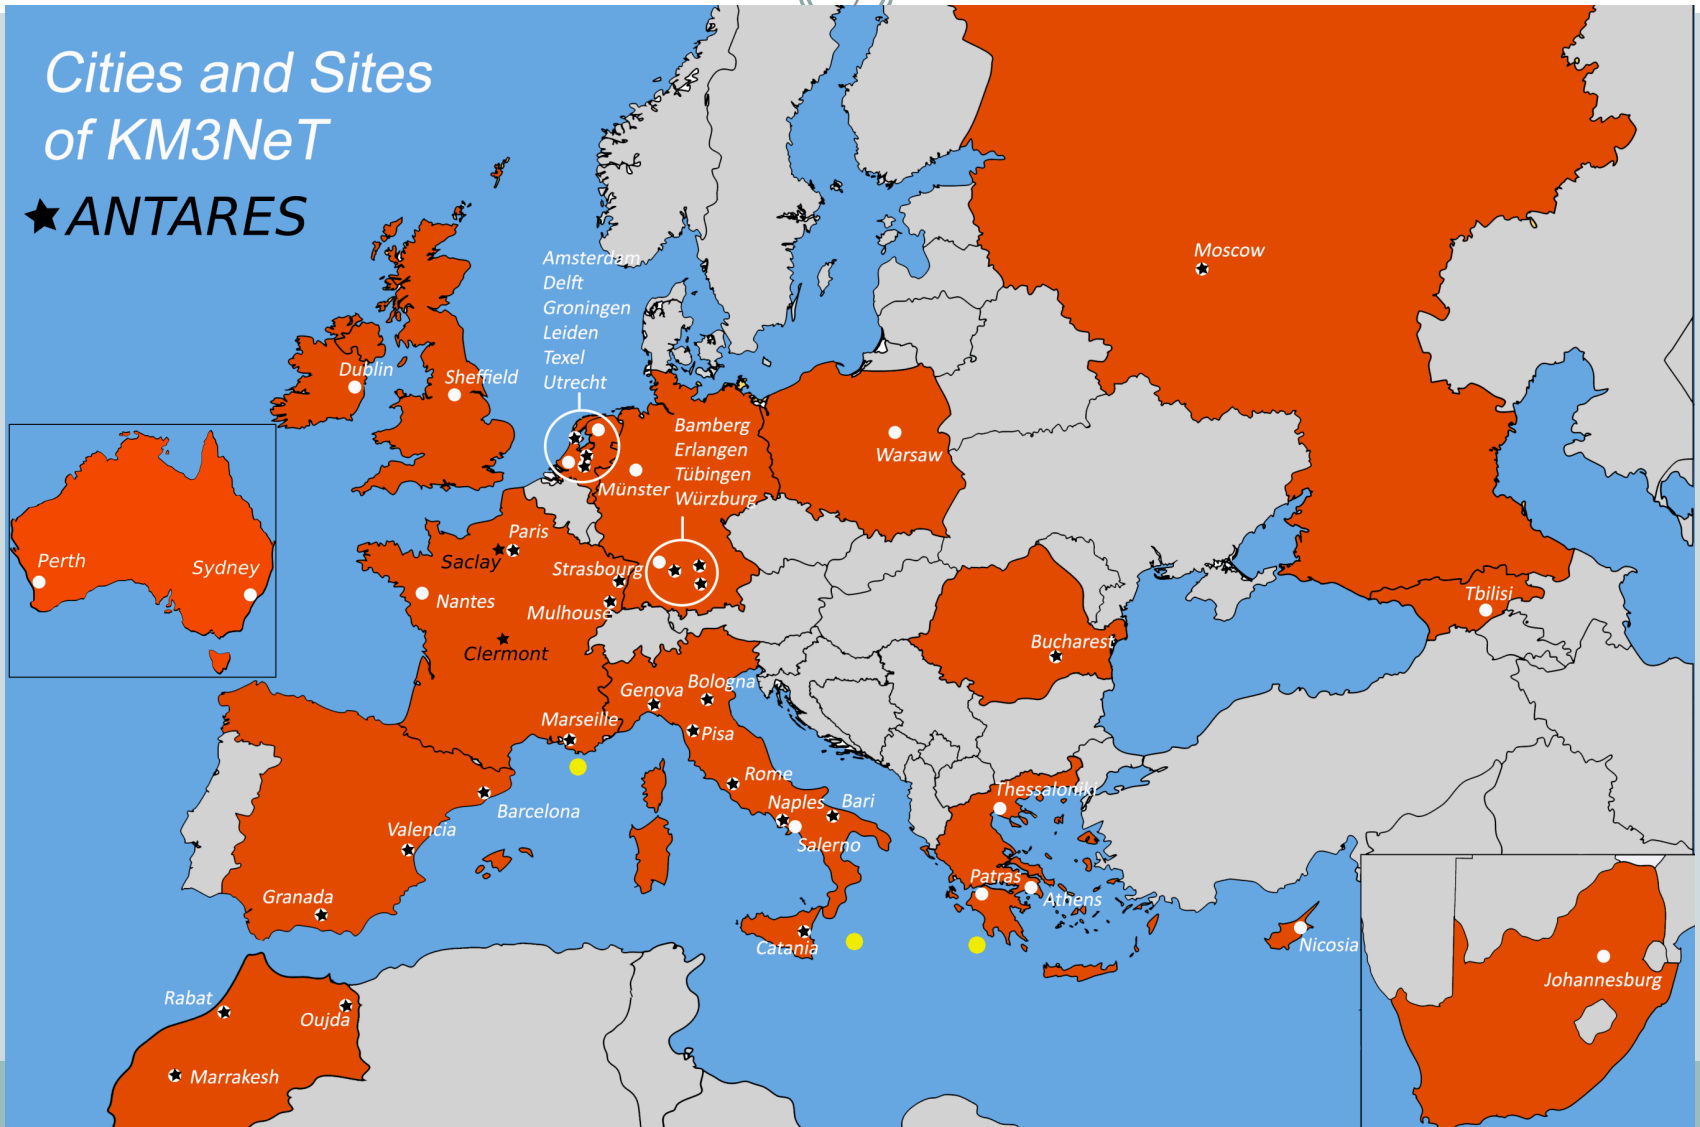 Cities and Sites
of KM3NeT
ANTARES
Moscow
Amsterdam
Delft
Groningen
Leiden
Texel
Utrecht
Dublin
Sheffield
Bamberg
Erlangen
Tübingen
Würzburg
Warsaw
Münster
Paris
Saclay
Strasbourg
Perth
Sydney
Nantes
Mulhouse
Clermont
Tbilisi
Bucharest
Genova
Bologna
Marseille
Pisa
Rome
Naples
Bari
Salerno
Thessaloniki
Barcelona
Valencia
Granada
Patras
Athens
Catania
Nicosia
Johannesburg
Rabat
Oujda
Marrakesh